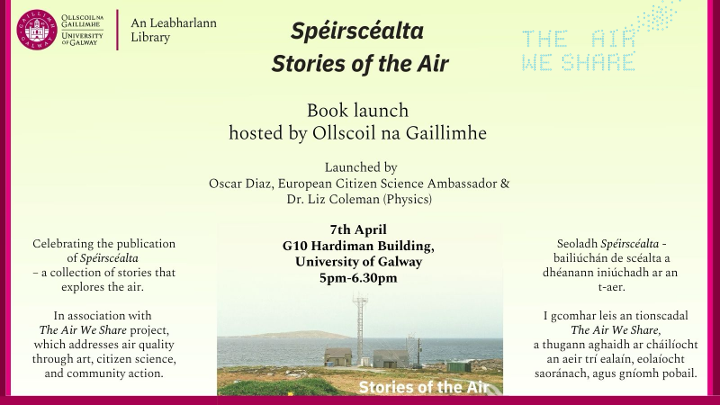 OLLSCOIL NA
GAILLIMHE
UNIVERSITY
OF GALWAY
An Leabharlann
Library
Spéirscéalta
Stories of the Air
THE AIR
WE SHARE
Book launch
hosted by Ollscoil na Gaillimhe
Launched by
Oscar Diaz, European Citizen Science Ambassador &
Dr. Liz Coleman (Physics)
7th April
G10 Hardiman Building,
University of Galway
5pm-6.30pm
Celebrating the publication
of Spéirscéalta
– a collection of stories that
explores the air.
In association with
The Air We Share project,
which addresses air quality
through art, citizen science,
and community action.
Seoladh Spéirscéalta -
bailiúchán de scéalta a
dhéanann iniúchadh ar an
t-aer.
I gcomhar leis an tionscadal
The Air We Share,
a thugann aghaidh ar cháilíocht
an aeir trí ealaín, eolaíocht
saoránach, agus gníomh pobail.
Stories of the Air